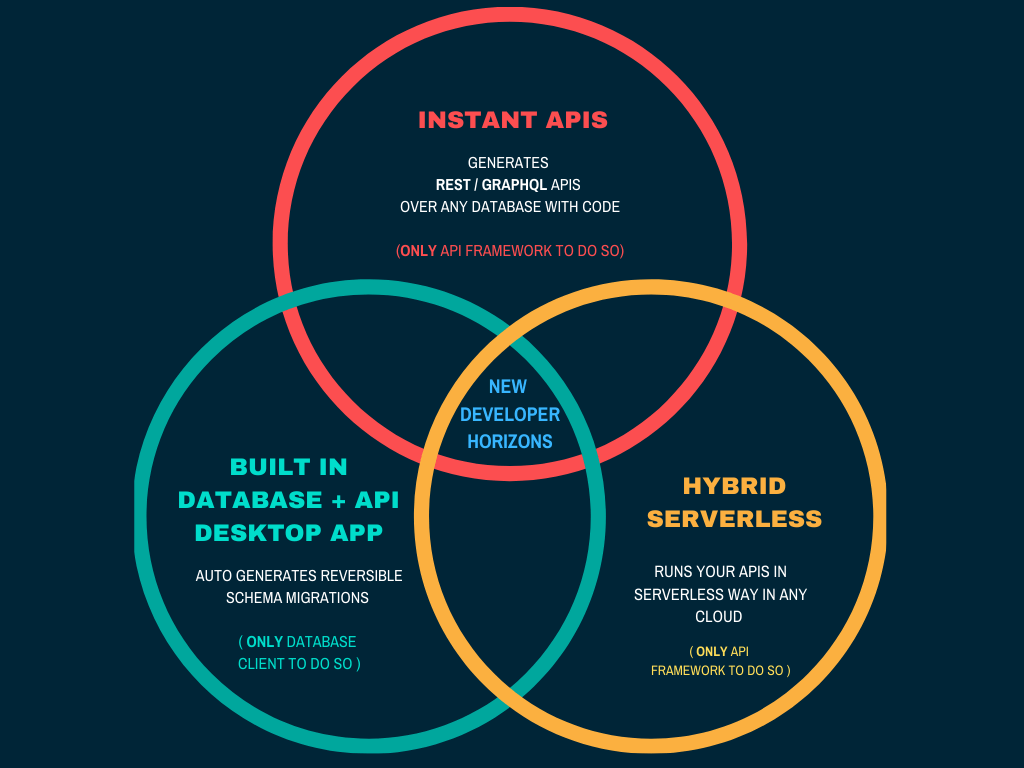 INSTANT APIS
GENERATES
REST / GRAPHQL APIS
OVER ANY DATABASE WITH CODE
(ONLY API FRAMEWORK TO DO SO)
NEW
DEVELOPER
HORIZONS
BUILT IN
DATABASE + API
DESKTOP APP
AUTO GENERATES REVERSIBLE
SCHEMA MIGRATIONS
( ONLY DATABASE
CLIENT TO DO SO )
HYBRID
SERVERLESS
RUNS YOUR APIS IN
SERVERLESS WAY IN ANY
CLOUD
( ONLY API
FRAMEWORK TO DO SO )